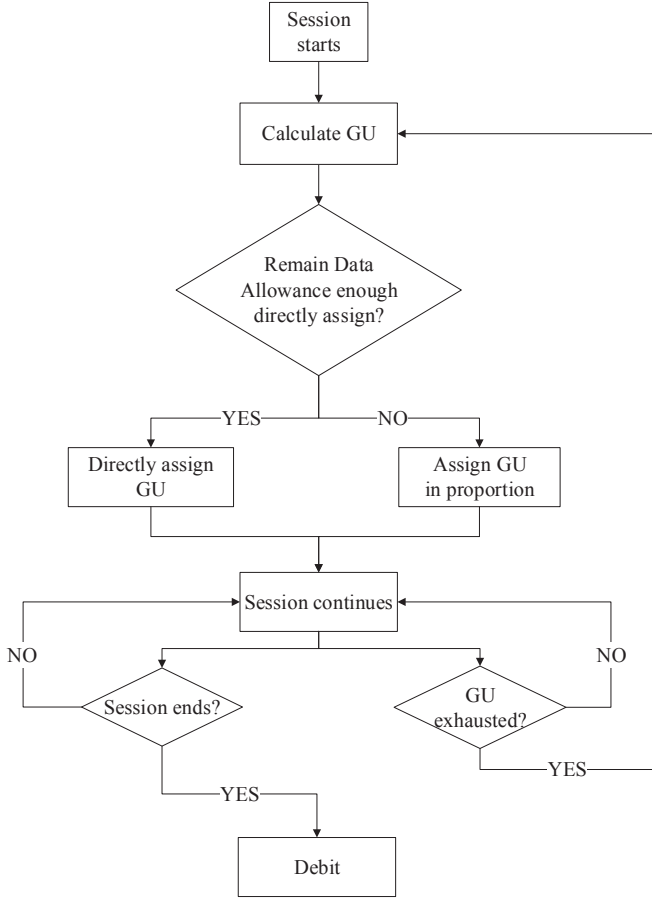 Session
starts
Calculate GU
Remain Data
Allowance enough
directly assign?
YES
NO
Directly assign
GU
Assign GU
in proportion
Session continues
NO
NO
Session ends?
GU
exhausted?
YES
YES
Debit